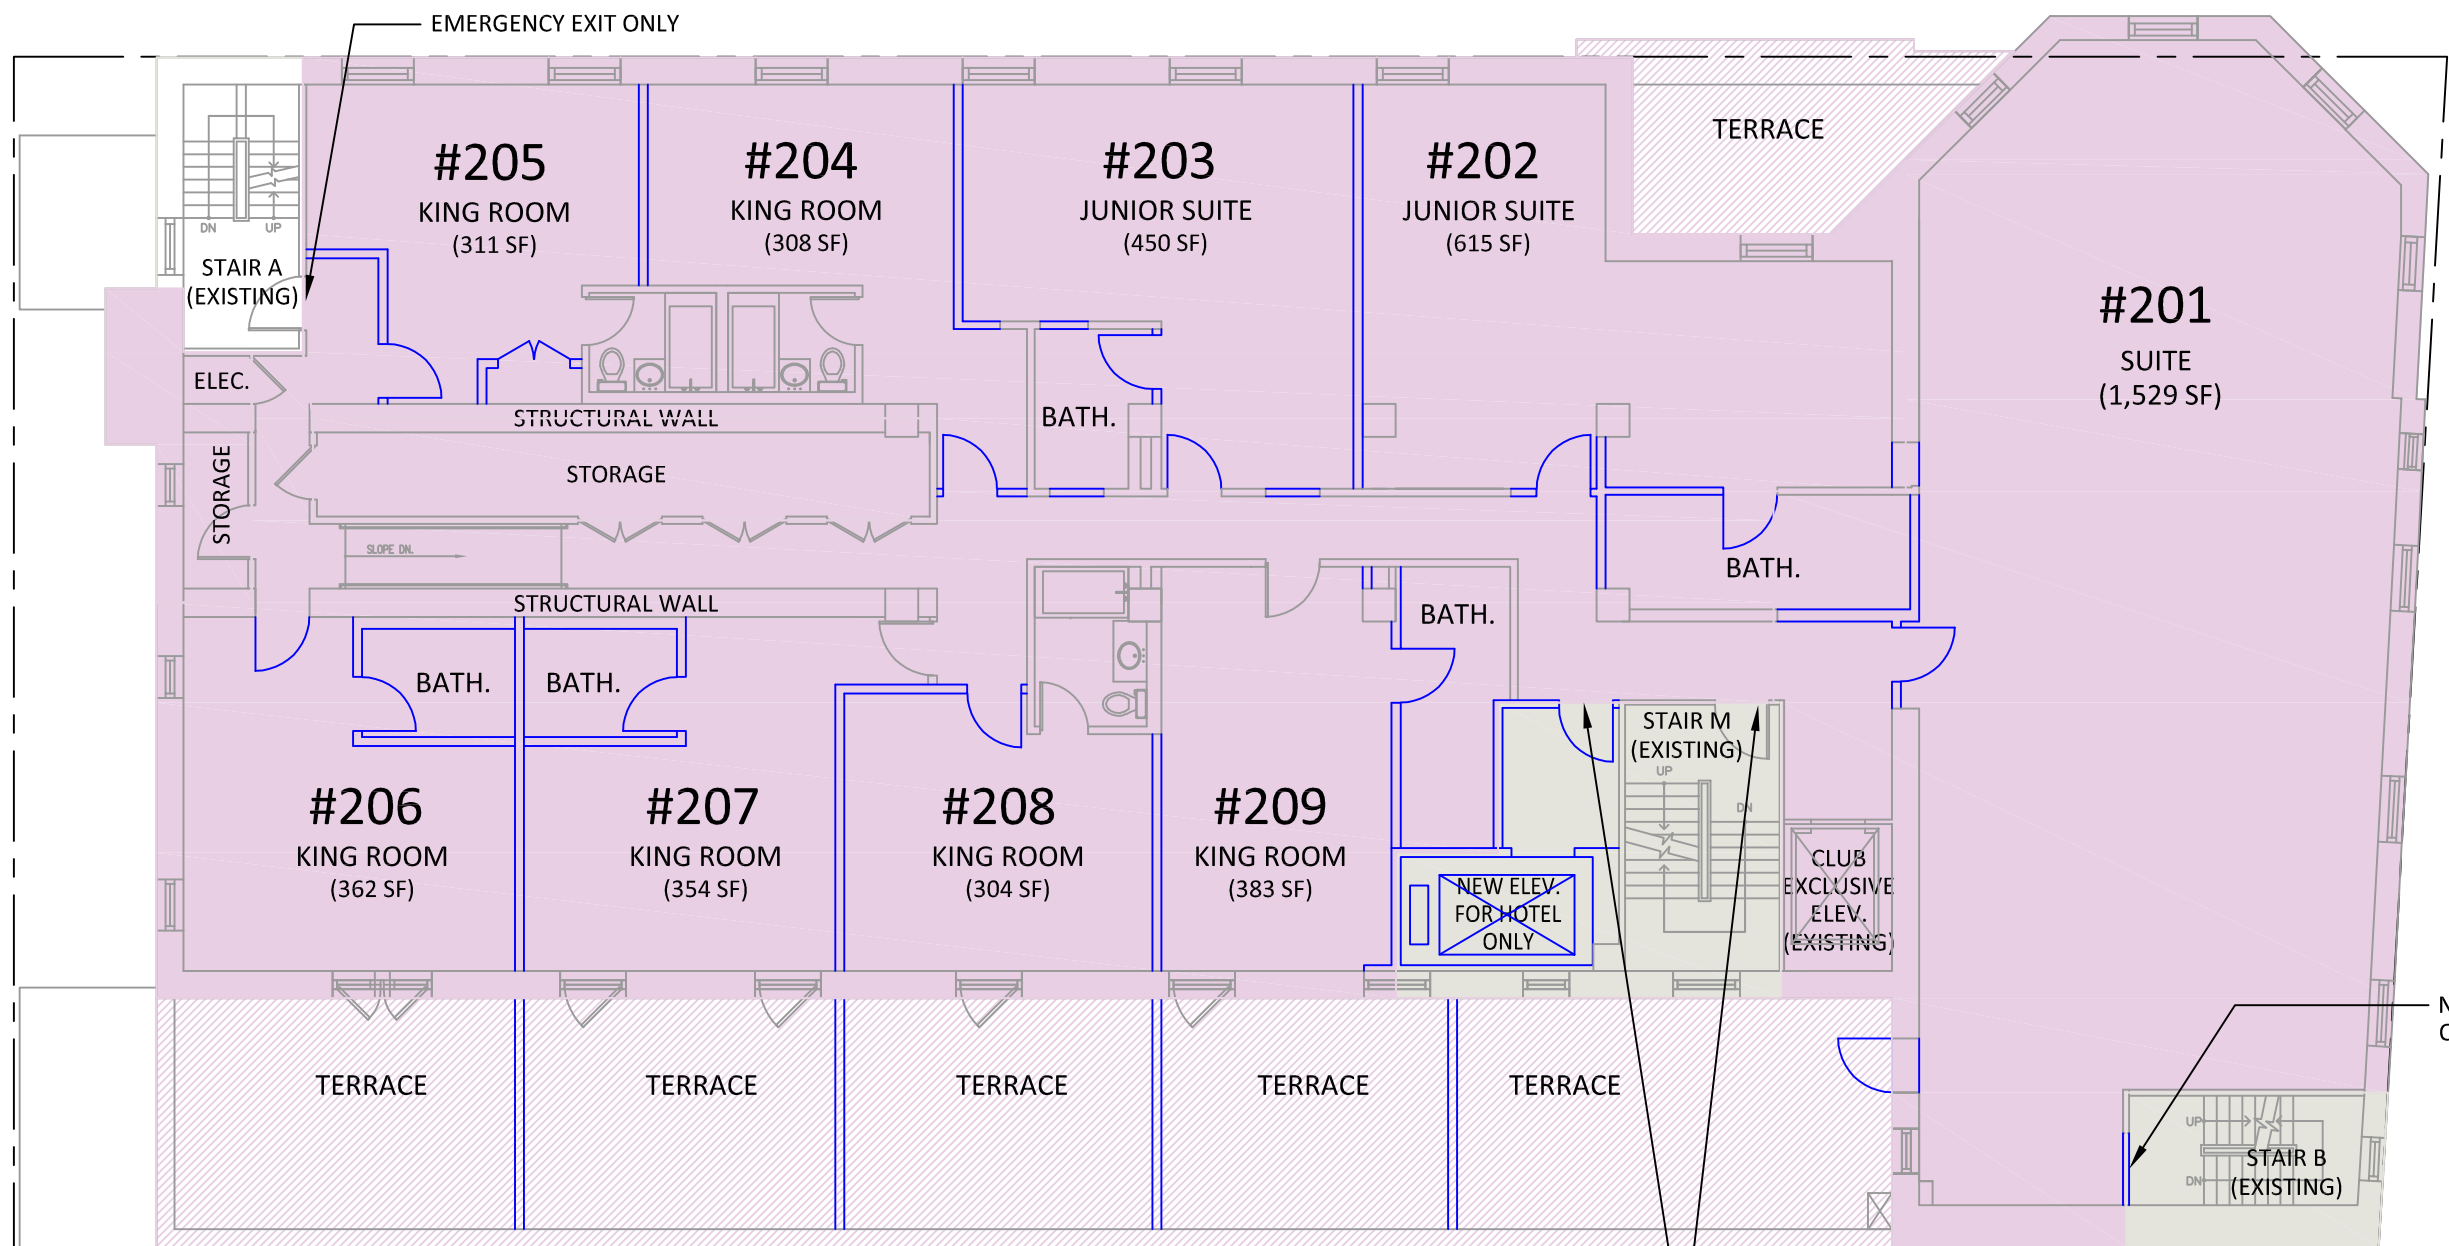 EMERGENCY EXIT ONLY
#205
KING ROOM
(311 SF)
#204
KING ROOM
(308 SF)
#203
JUNIOR SUITE
(450 SF)
#202
JUNIOR SUITE
(615 SF)
TERRACE
#201
SUITE
(1,529 SF)
DN
UP
STAIR A
(EXISTING)
ELEC.
STORAGE
STRUCTURAL WALL
STORAGE
BATH.
SLOPE DN.
STRUCTURAL WALL
BATH.
BATH.
BATH.
BATH.
#206
KING ROOM
(362 SF)
#207
KING ROOM
(354 SF)
#208
KING ROOM
(304 SF)
#209
KING ROOM
(383 SF)
STAIR M
(EXISTING)
UP
DN
NEW ELEV.
FOR HOTEL
ONLY
CLUB
EXCLUSIVE
ELEV.
(EXISTING)
TERRACE
TERRACE
TERRACE
TERRACE
TERRACE
UP
DN
STAIR B
(EXISTING)